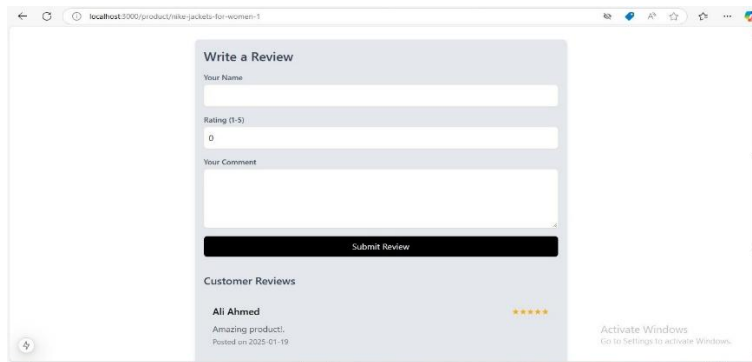 localhost:3000/product/nike-jackets-for-women-1
Write a Review
Your Name
Rating (1-5)
0
Your Comment
Submit Review
Customer Reviews
Ali Ahmed
Amazing product!.
Posted on 2025-01-19
Activate Windows
Go to Settings to activate Windows.